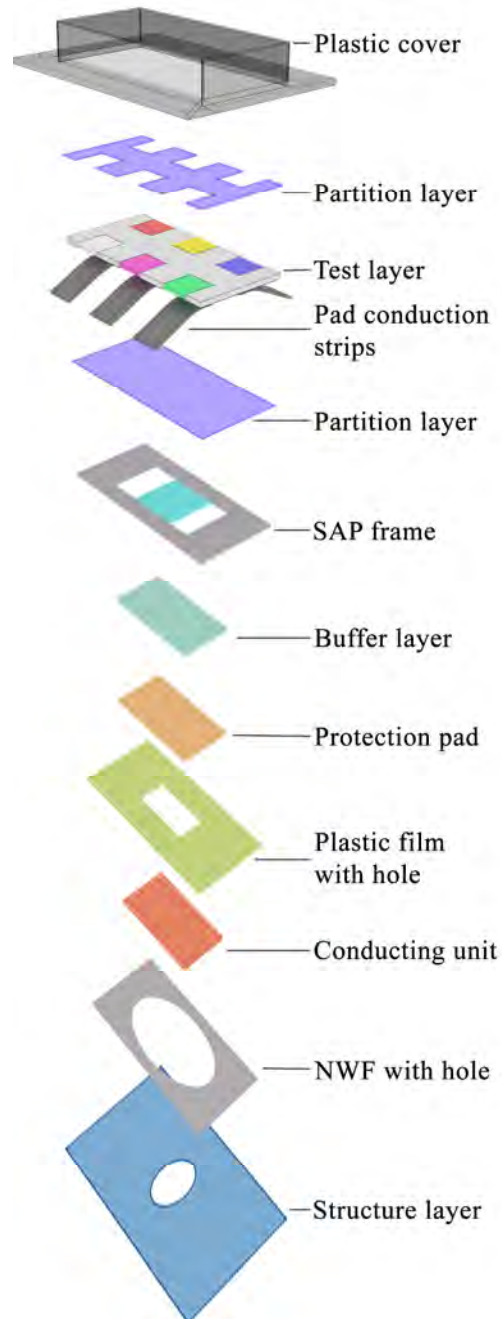 Plastic cover
Partition layer
Test layer
Pad conduction
strips
Partition layer
SAP frame
Buffer layer
Protection pad
Plastic film
with hole
Conducting unit
NWF with hole
Structure layer